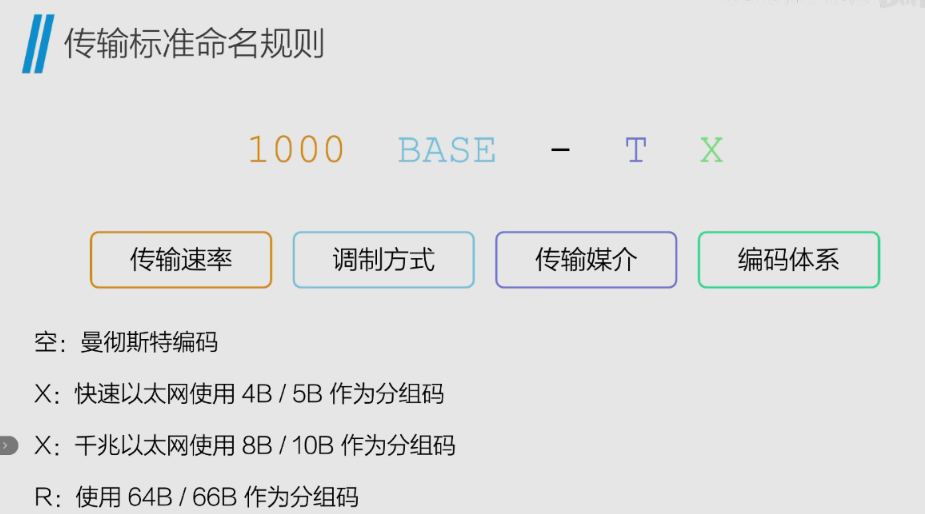 传输标准命名规则
1000 BASE - T X
传输速率 调制方式 传输媒介 编码体系
空：曼彻斯特编码
X：快速以太网使用 4B / 5B 作为分组码
X：千兆以太网使用 8B / 10B 作为分组码
R：使用 64B / 66B 作为分组码